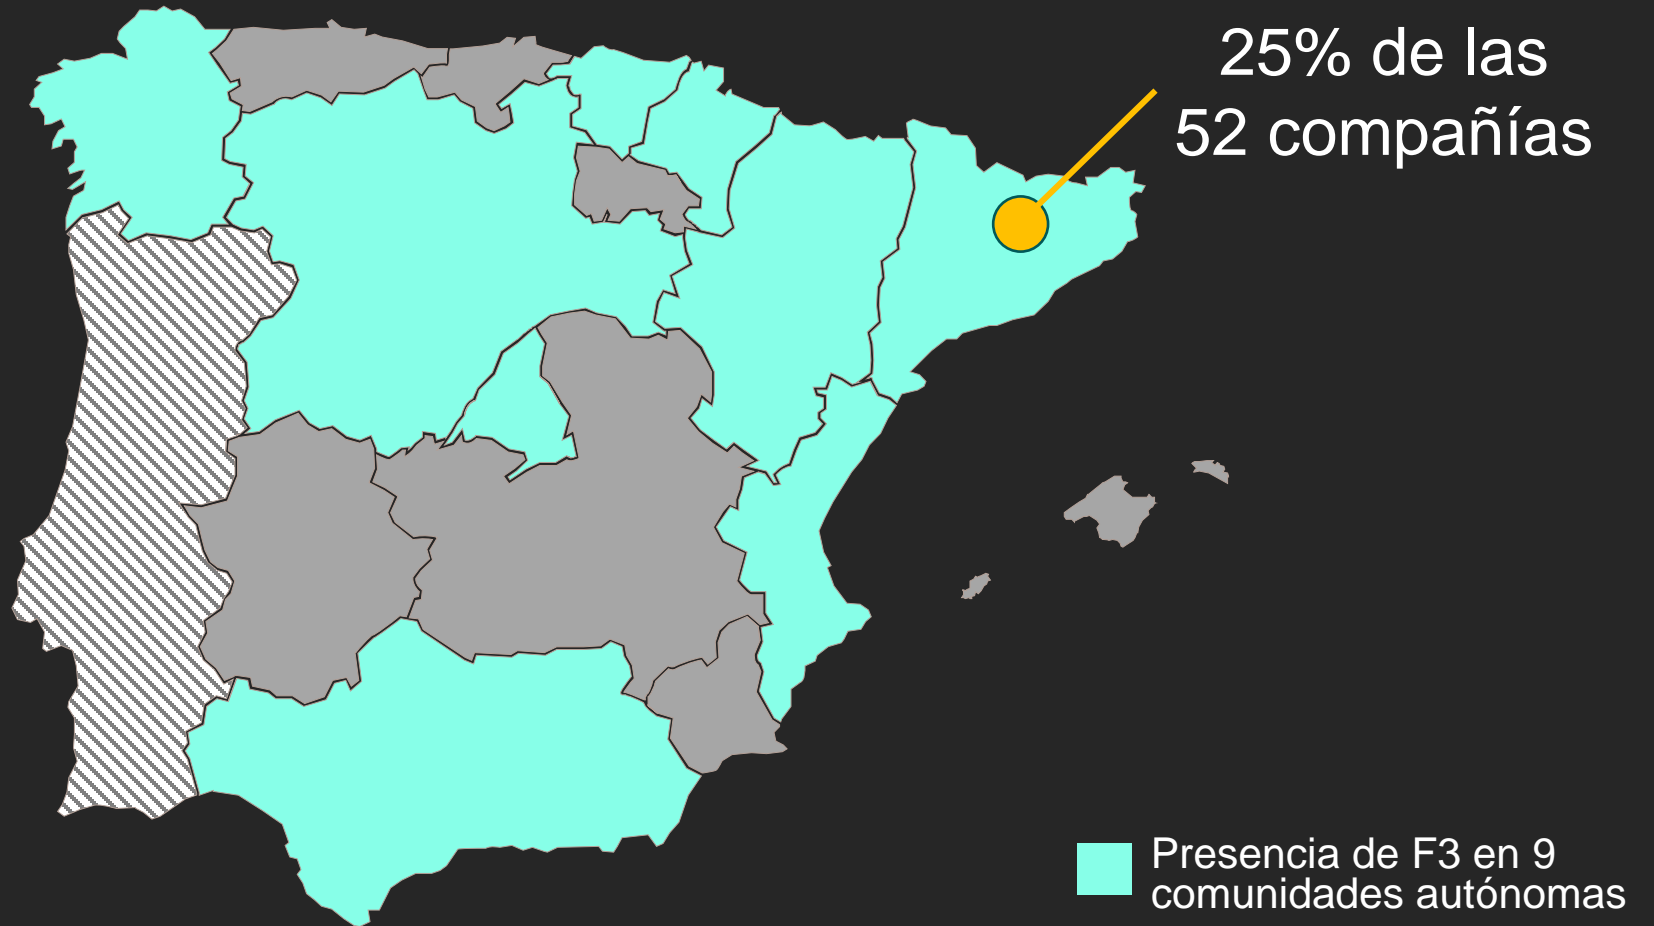 25% de las
52 compañías
Presencia de F3 en 9
comunidades autónomas